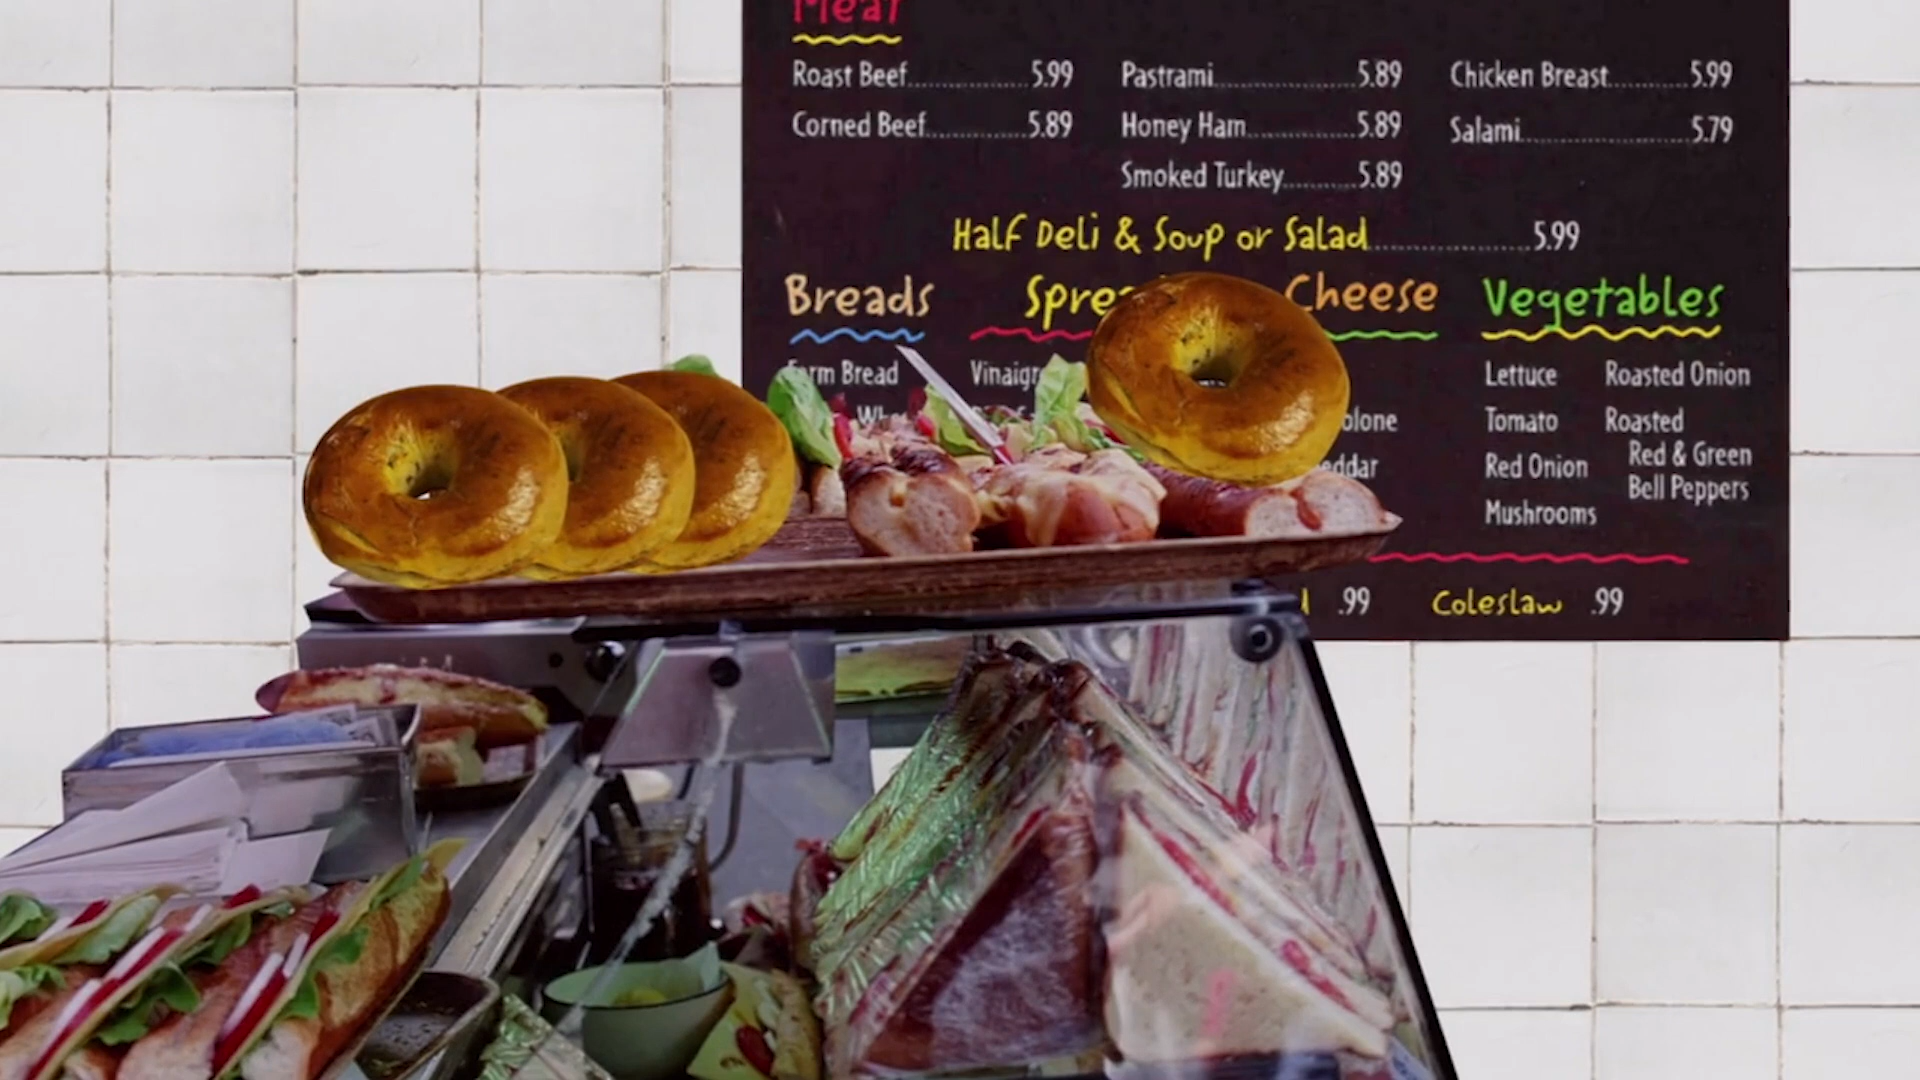 Meat
Roast Beef 5.99 Pastrami 5.89 Chicken Breast 5.99
Corned Beef 5.89 Honey Ham 5.89 Salami 5.79
Smoked Turkey 5.89
Half Deli & Soup or Salad 5.99
Breads Cheese Vegetables
Bread Lettuce Roasted Onion
Tomato Roasted
Red Onion Red & Green
Bell Peppers
Mushrooms
.99 Coleslaw .99